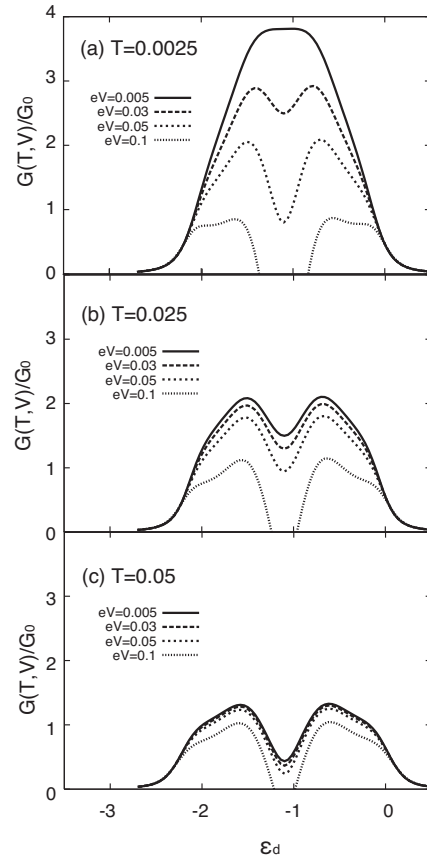 4
(a) T=0.0025
3
eV=0.005
eV=0.03
eV=0.05
eV=0.1
2
1
0
G(T,V)/G₀
(b) T=0.025
3
eV=0.005
eV=0.03
eV=0.05
eV=0.1
2
1
0
G(T,V)/G₀
(c) T=0.05
3
eV=0.005
eV=0.03
eV=0.05
eV=0.1
2
1
0
G(T,V)/G₀
-3 -2 -1 0
εd